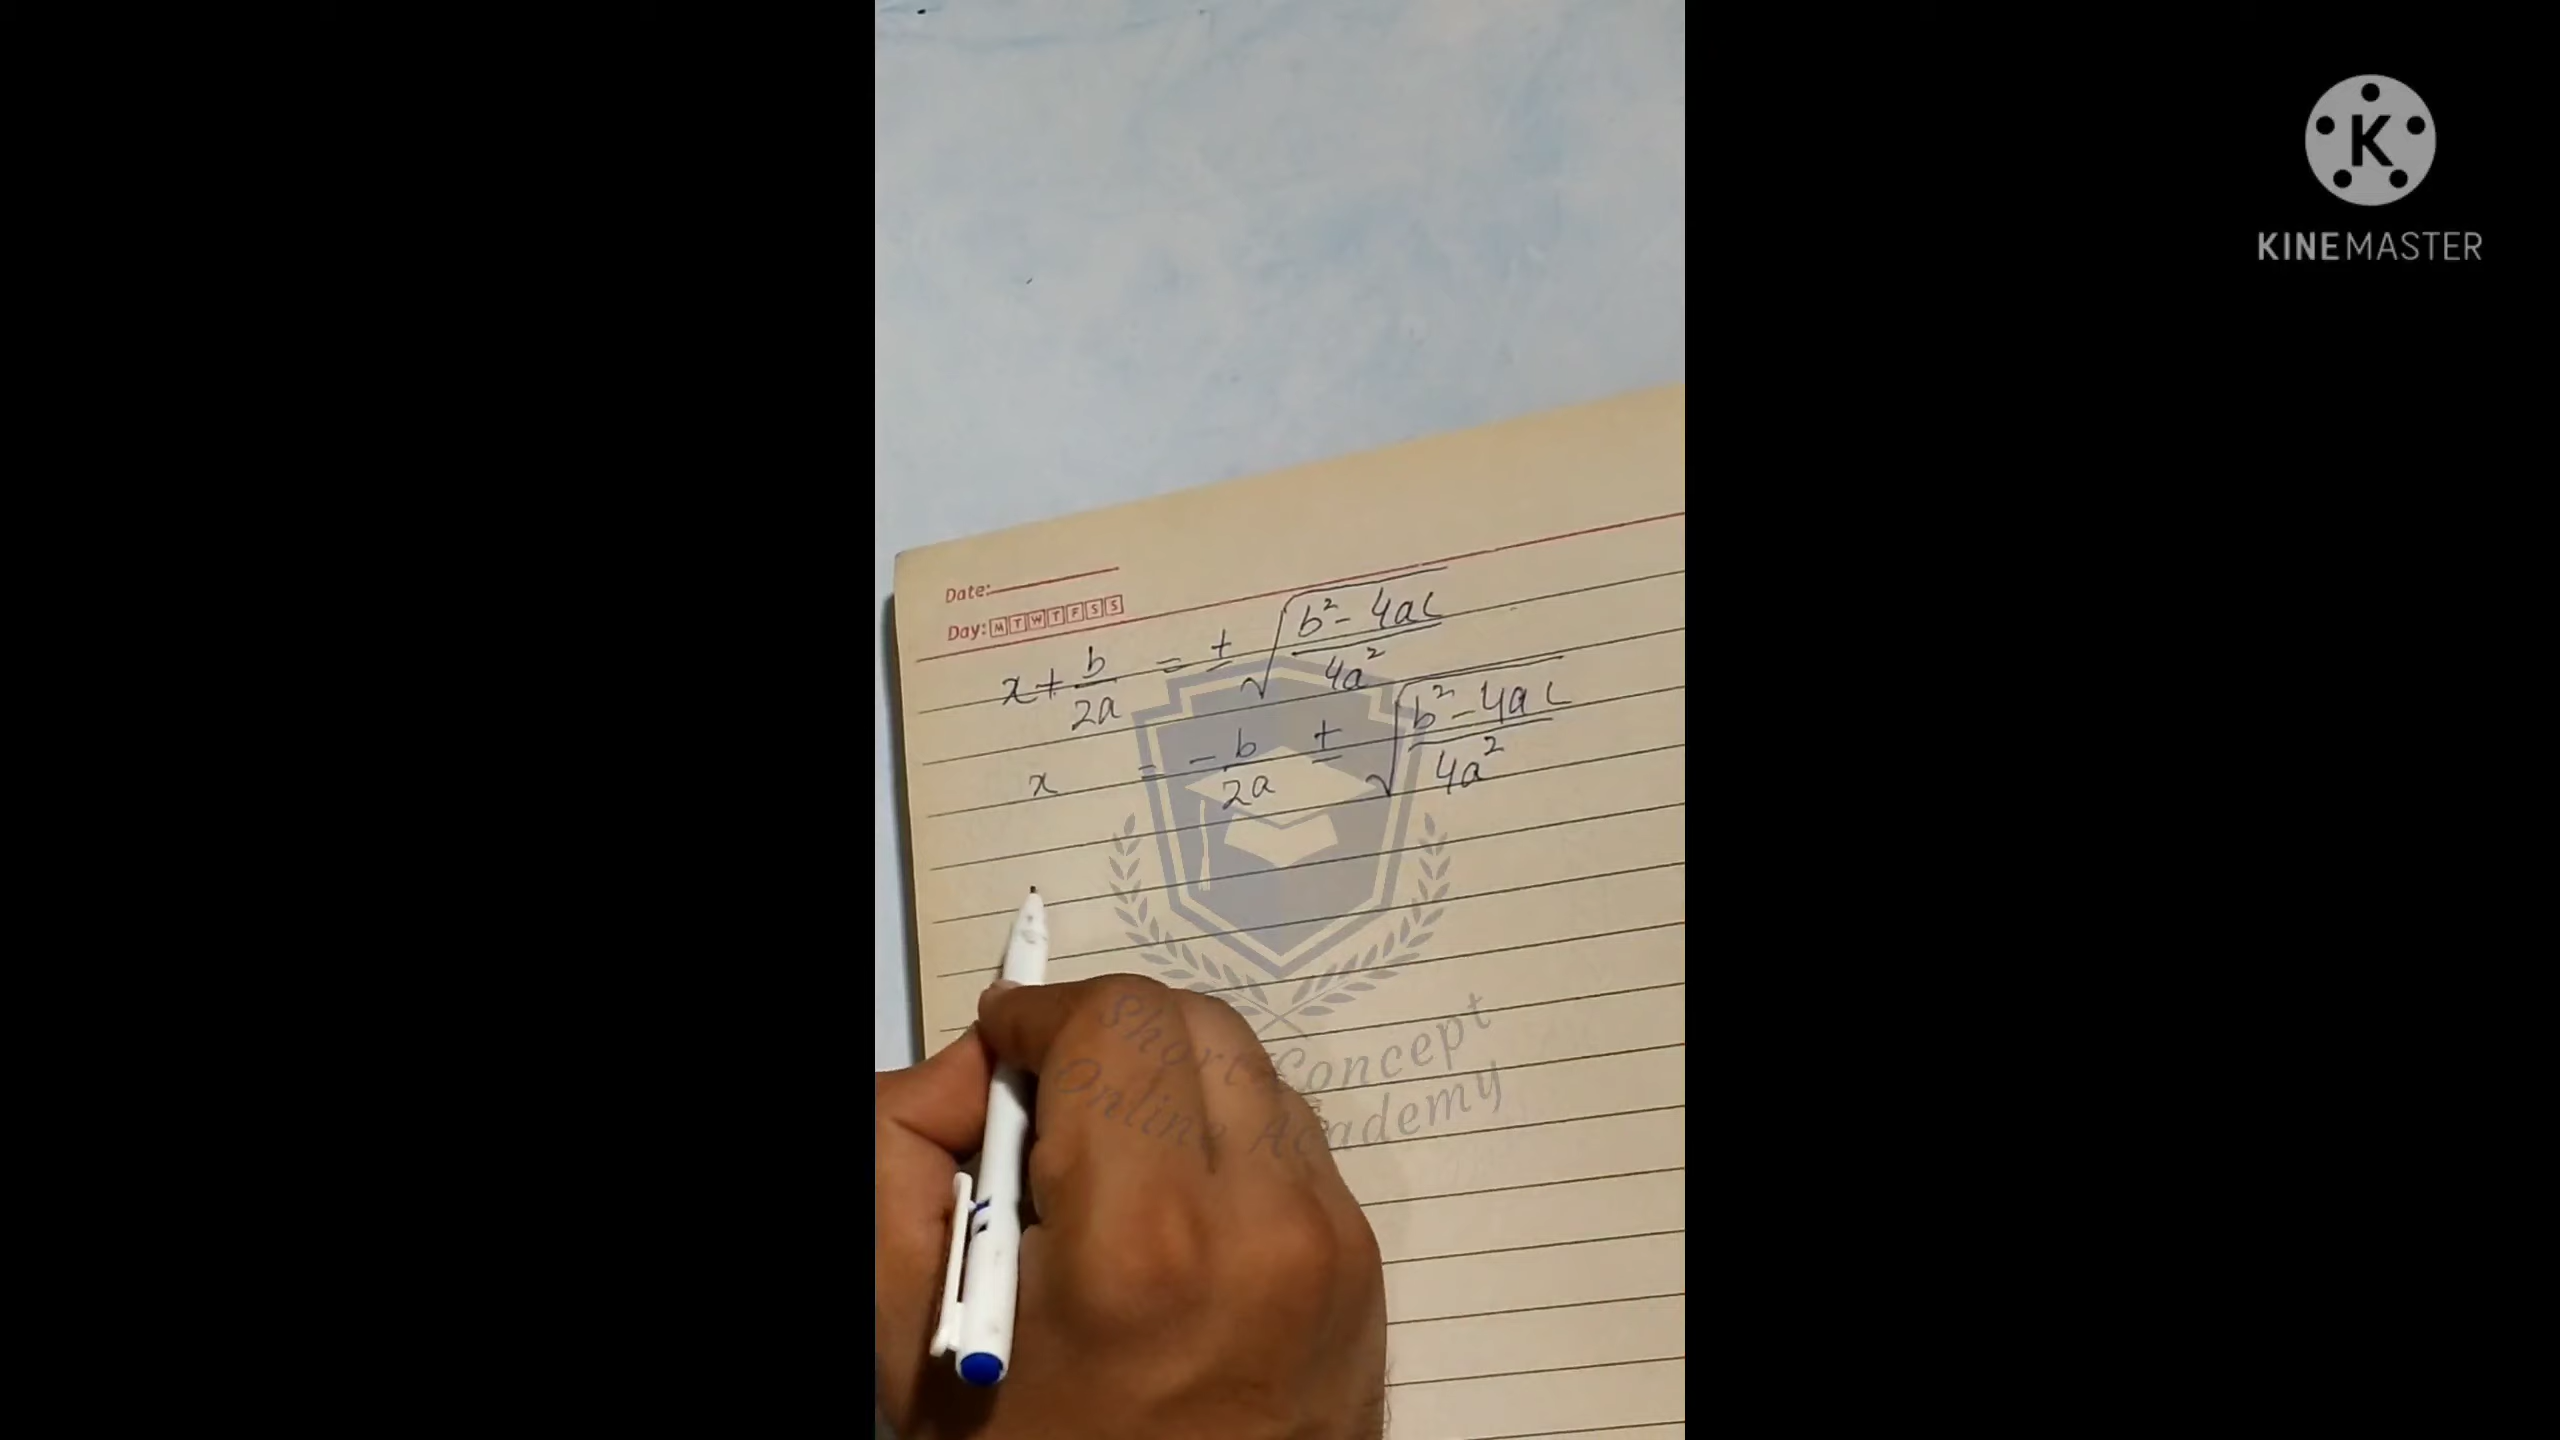 K
KINEMASTER
Date:
Day: M T W T F S S
x + b/2a = ± √(b² - 4ac / 4a²)
x = - b/2a ± √(b² - 4ac / 4a²)
Short Concept
Online Academy